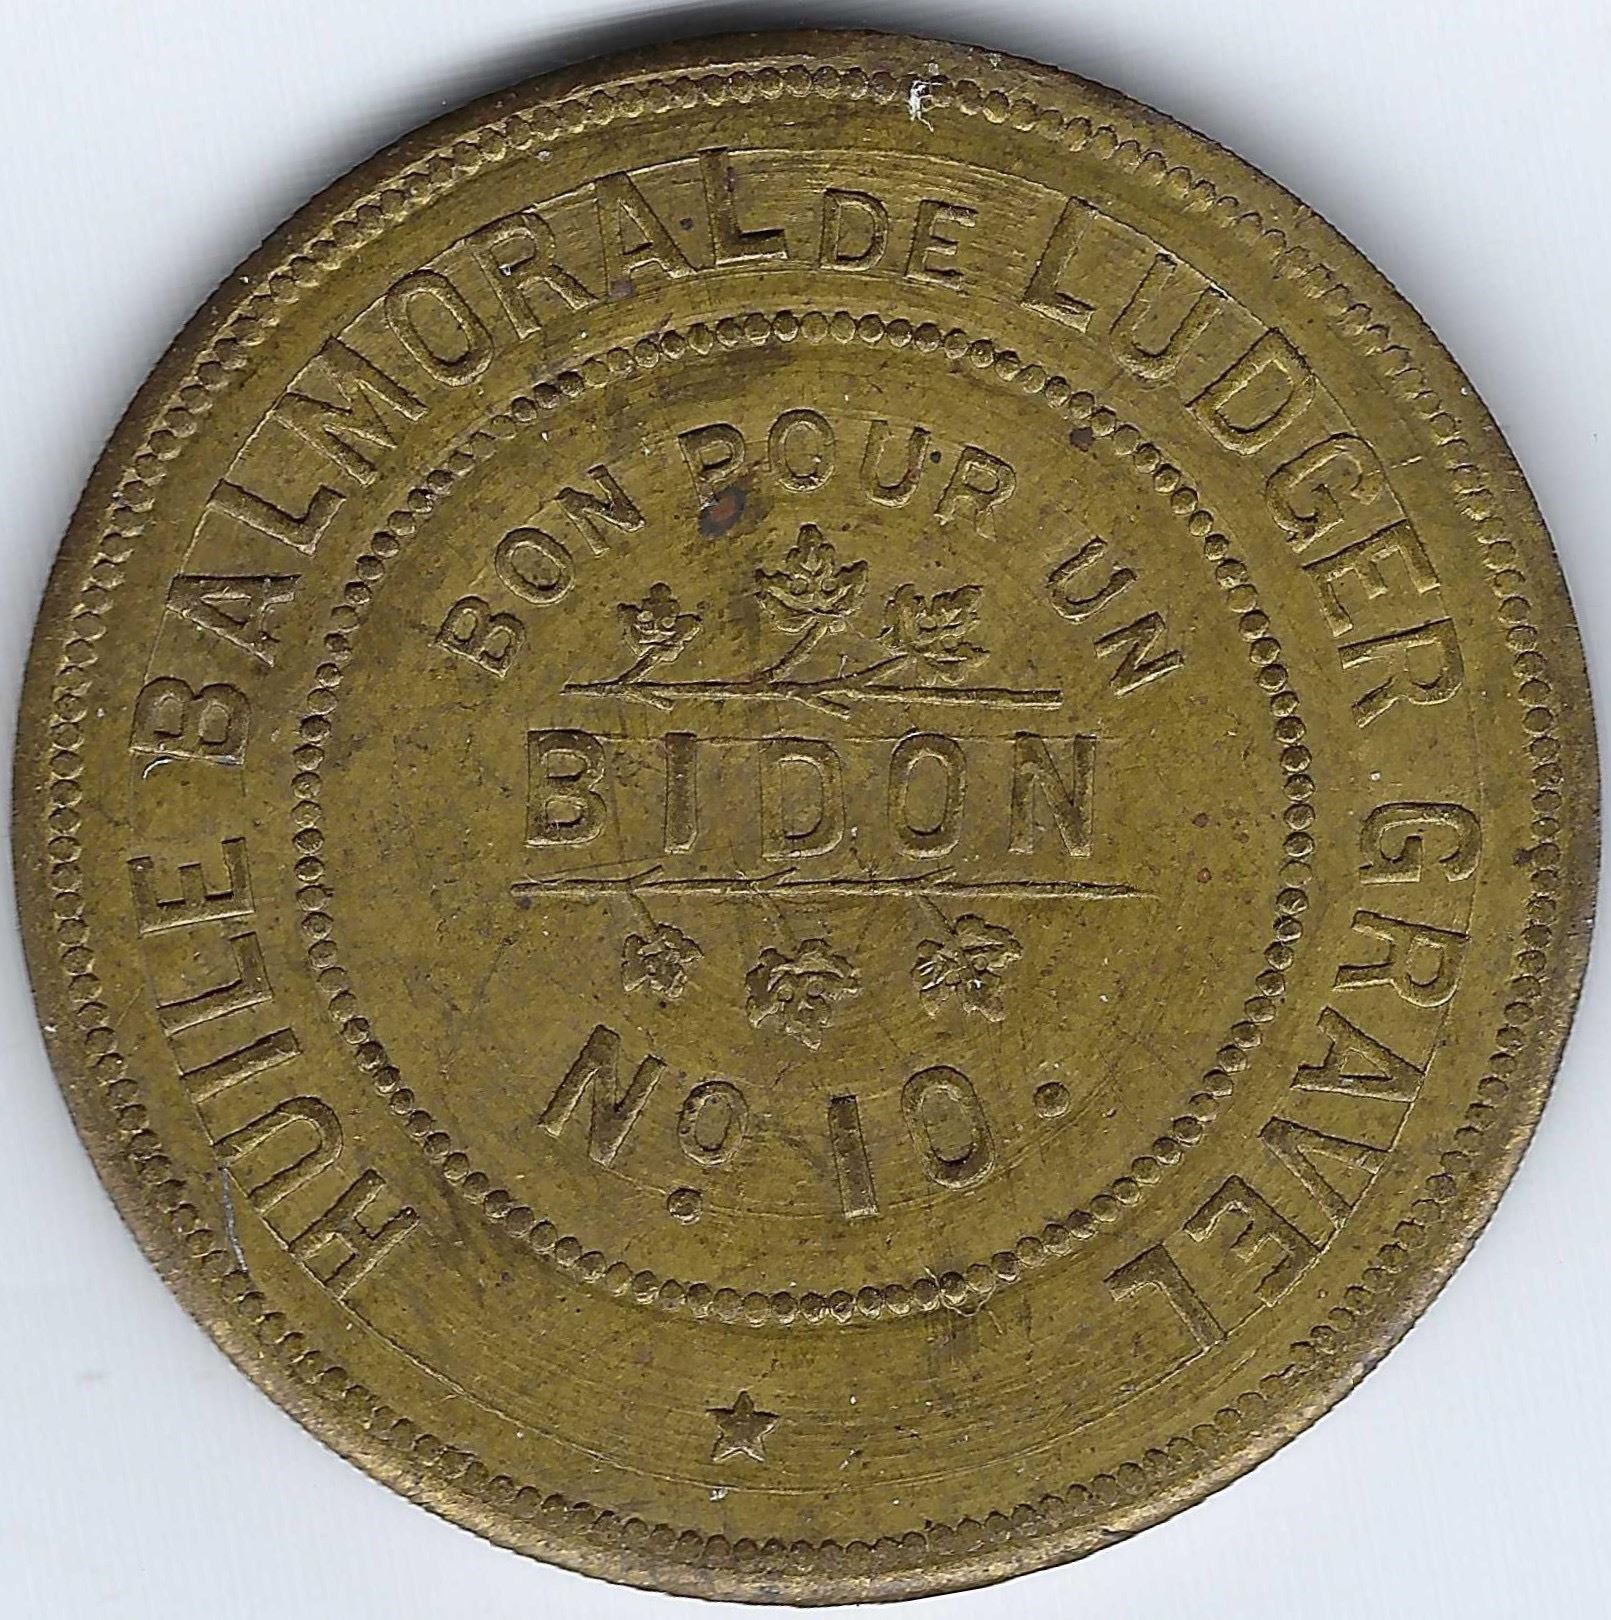 HUILE BALMORAL DE LUDGER GRAVEL
BON POUR UN
BIDON
No. 10.